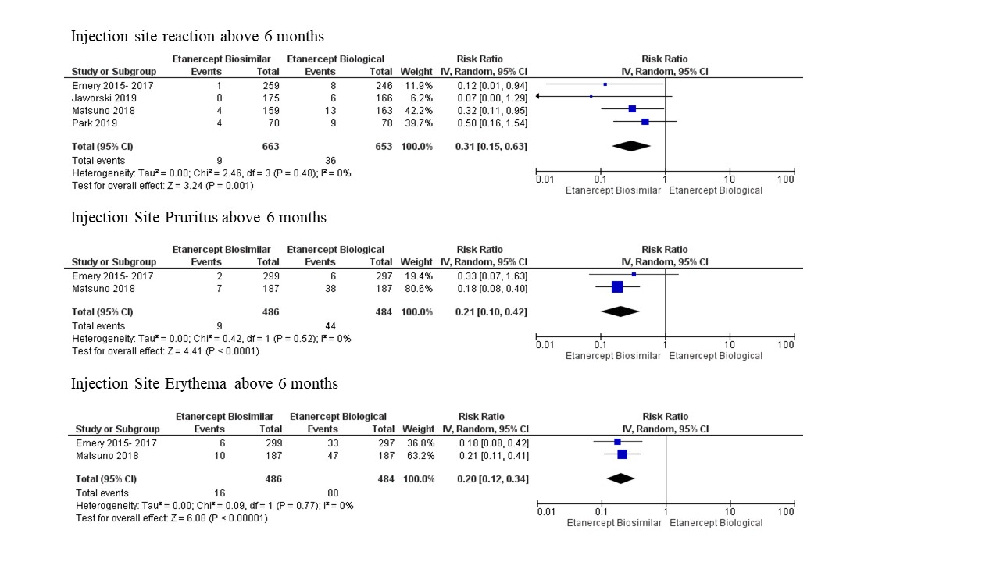 Injection site reaction above 6 months
Etanercept Biosimilar Etanercept Biological Risk Ratio Risk Ratio
Study or Subgroup Events Total Events Total Weight IV, Random, 95% CI IV, Random, 95% CI
Emery 2015- 2017 1 259 8 246 11.9% 0.12 [0.01, 0.94]
Jaworski 2019 0 175 6 166 6.2% 0.07 [0.00, 1.29]
Matsuno 2018 4 159 13 163 42.2% 0.32 [0.11, 0.95]
Park 2019 4 70 9 78 39.7% 0.50 [0.16, 1.54]
Total (95% CI) 663 653 100.0% 0.31 [0.15, 0.63]
Total events 9 36
Heterogeneity: Tau² = 0.00; Chi² = 2.46, df = 3 (P = 0.48); I² = 0%
Test for overall effect: Z = 3.24 (P = 0.001)
0.01 0.1 1 10 100
Etanercept Biosimilar Etanercept Biological
Injection Site Pruritus above 6 months
Etanercept Biosimilar Etanercept Biological Risk Ratio Risk Ratio
Study or Subgroup Events Total Events Total Weight IV, Random, 95% CI IV, Random, 95% CI
Emery 2015- 2017 2 299 6 297 19.4% 0.33 [0.07, 1.63]
Matsuno 2018 7 187 38 187 80.6% 0.18 [0.08, 0.40]
Total (95% CI) 486 484 100.0% 0.21 [0.10, 0.42]
Total events 9 44
Heterogeneity: Tau² = 0.00; Chi² = 0.42, df = 1 (P = 0.52); I² = 0%
Test for overall effect: Z = 4.41 (P < 0.0001)
0.01 0.1 1 10 100
Etanercept Biosimilar Etanercept Biological
Injection Site Erythema above 6 months
Etanercept Biosimilar Etanercept Biological Risk Ratio Risk Ratio
Study or Subgroup Events Total Events Total Weight IV, Random, 95% CI IV, Random, 95% CI
Emery 2015- 2017 6 299 33 297 36.8% 0.18 [0.08, 0.42]
Matsuno 2018 10 187 47 187 63.2% 0.21 [0.11, 0.41]
Total (95% CI) 486 484 100.0% 0.20 [0.12, 0.34]
Total events 16 80
Heterogeneity: Tau² = 0.00; Chi² = 0.09, df = 1 (P = 0.77); I² = 0%
Test for overall effect: Z = 6.08 (P < 0.00001)
0.01 0.1 1 10 100
Etanercept Biosimilar Etanercept Biological